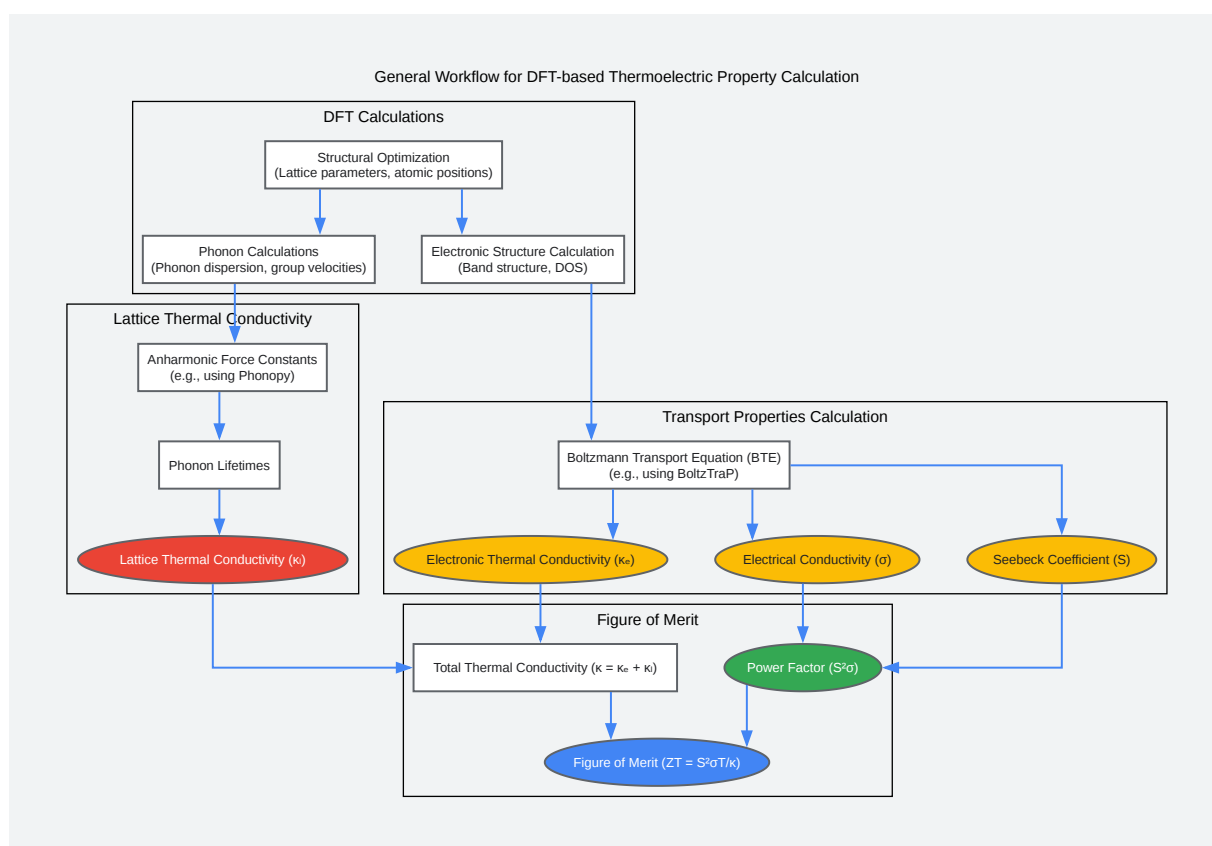 General Workflow for DFT-based Thermoelectric Property Calculation
DFT Calculations
Structural Optimization
(Lattice parameters, atomic positions)
Phonon Calculations
(Phonon dispersion, group velocities)
Electronic Structure Calculation
(Band structure, DOS)
Lattice Thermal Conductivity
Anharmonic Force Constants
(e.g., using Phonopy)
Phonon Lifetimes
Lattice Thermal Conductivity (κₗ)
Transport Properties Calculation
Boltzmann Transport Equation (BTE)
(e.g., using BoltzTraP)
Electronic Thermal Conductivity (κₑ)
Electrical Conductivity (σ)
Seebeck Coefficient (S)
Figure of Merit
Total Thermal Conductivity (κ = κₑ + κₗ)
Power Factor (S²σ)
Figure of Merit (ZT = S²σT/κ)